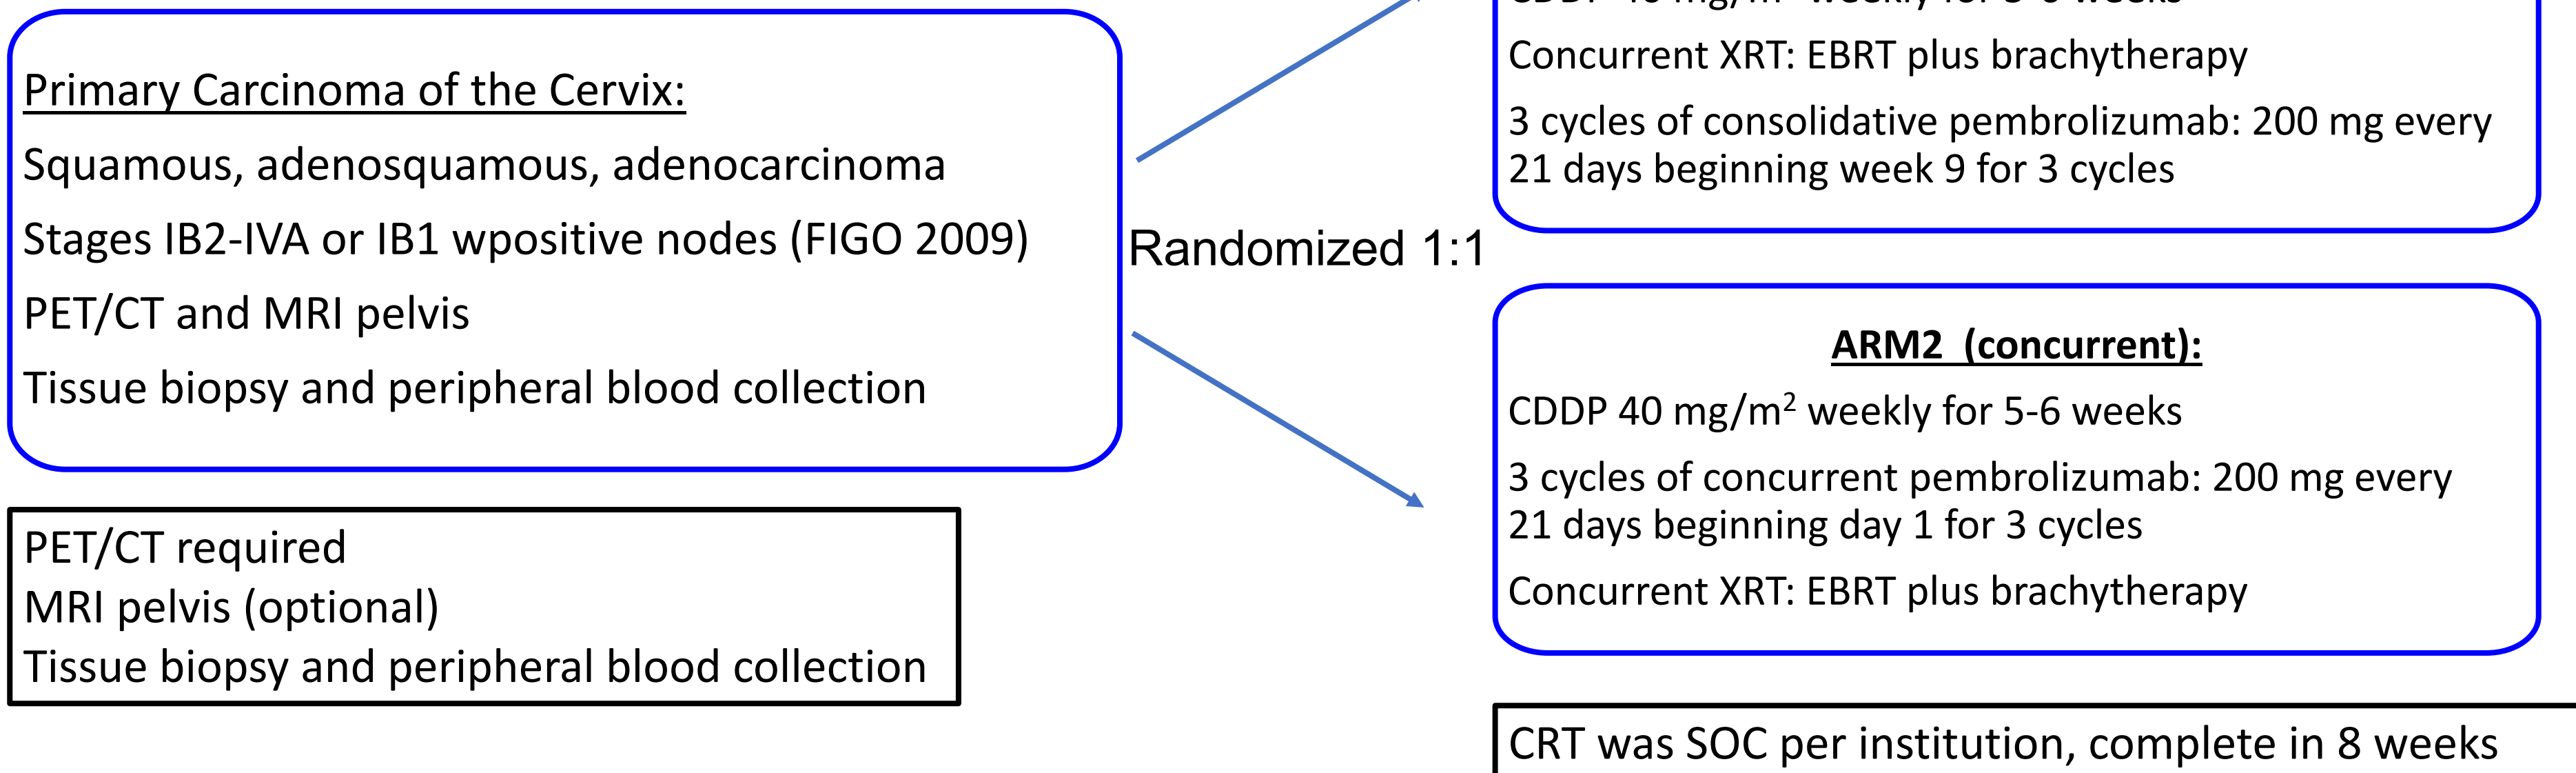 Primary Carcinoma of the Cervix:
Squamous, adenosquamous, adenocarcinoma
Stages IB2-IVA or IB1 wpositive nodes (FIGO 2009)
PET/CT and MRI pelvis
Tissue biopsy and peripheral blood collection
PET/CT required
MRI pelvis (optional)
Tissue biopsy and peripheral blood collection
Randomized 1:1
Concurrent XRT: EBRT plus brachytherapy
3 cycles of consolidative pembrolizumab: 200 mg every
21 days beginning week 9 for 3 cycles
ARM2 (concurrent):
CDDP 40 mg/m² weekly for 5-6 weeks
3 cycles of concurrent pembrolizumab: 200 mg every
21 days beginning day 1 for 3 cycles
Concurrent XRT: EBRT plus brachytherapy
CRT was SOC per institution, complete in 8 weeks